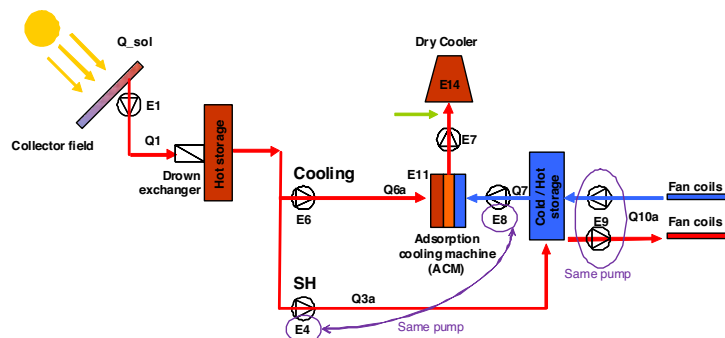 Q_sol
Dry Cooler
E14
E1
Collector field
Q1
Drown
exchanger
Hot storage
E7
Cooling
Q6a
E6
E11
Q7
E8
Adsorption
cooling machine
(ACM)
Cold / Hot
storage
Fan coils
Q10a
E9
Fan coils
Same pump
SH
Q3a
E4
Same pump